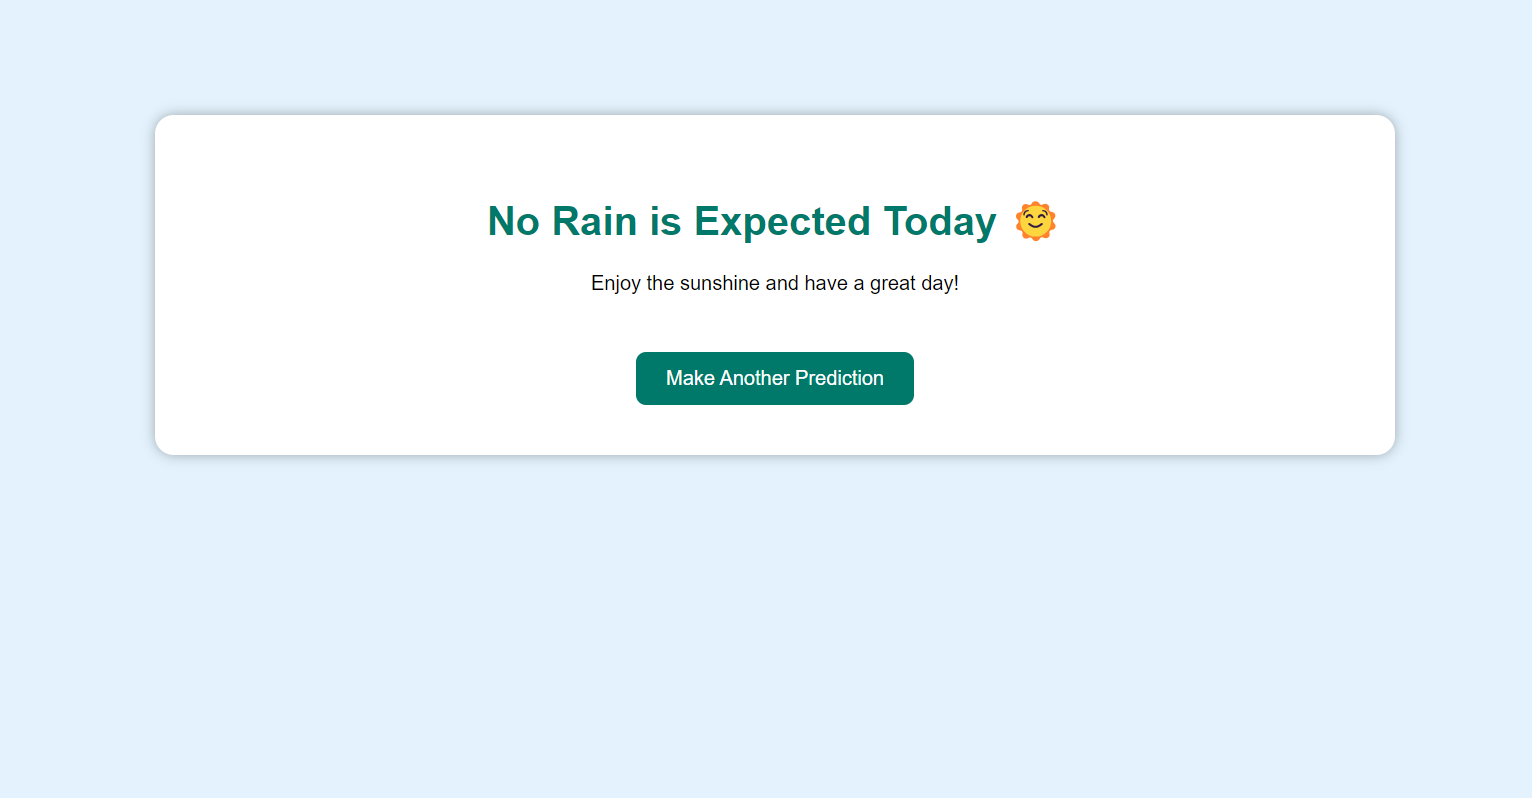 No Rain is Expected Today 🌞
Enjoy the sunshine and have a great day!
Make Another Prediction